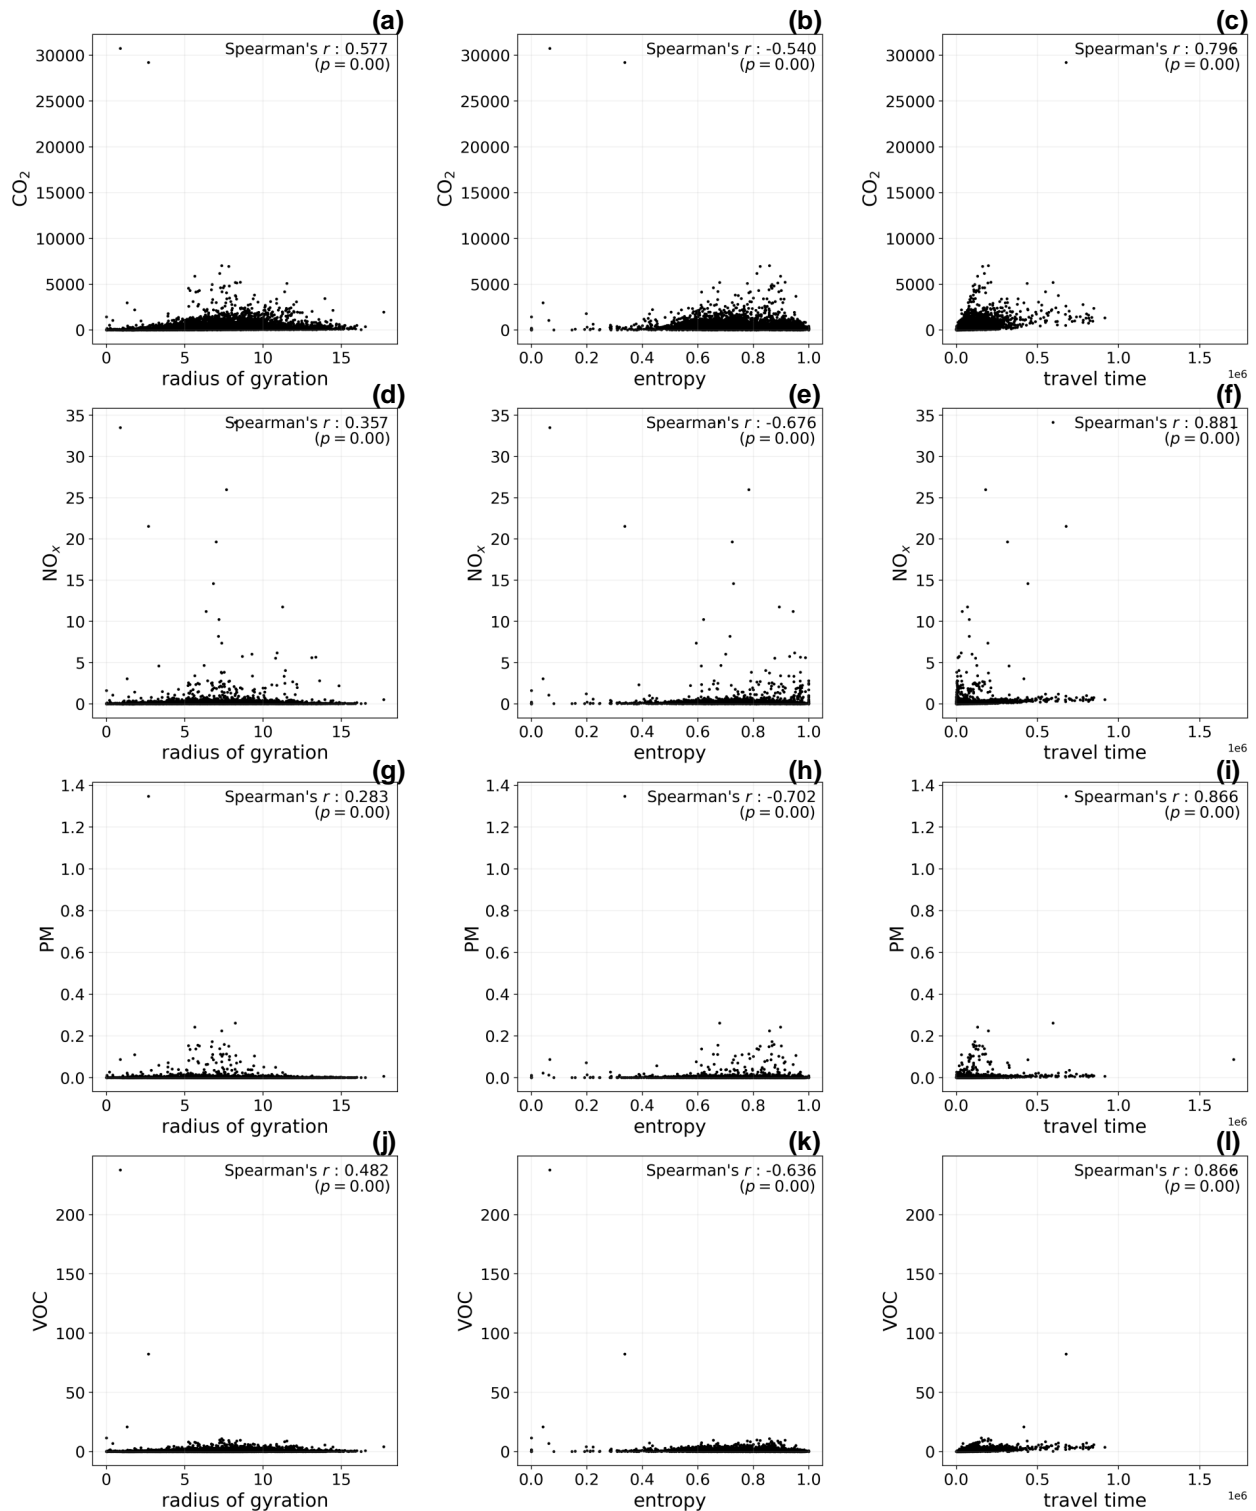 (a)
Spearman's r : 0.577
(p = 0.00)
30000
25000
20000
15000
10000
5000
0
CO₂
0
5
10
15
radius of gyration
(b)
Spearman's r : -0.540
(p = 0.00)
30000
25000
20000
15000
10000
5000
0
CO₂
0.0
0.2
0.4
0.6
0.8
1.0
entropy
(c)
Spearman's r : 0.796
(p = 0.00)
30000
25000
20000
15000
10000
5000
0
CO₂
0.0
0.5
1.0
1.5
1e6
travel time
(d)
Spearman's r : 0.357
(p = 0.00)
35
30
25
20
15
10
5
0
NOₓ
0
5
10
15
radius of gyration
(e)
Spearman's r : -0.676
(p = 0.00)
35
30
25
20
15
10
5
0
NOₓ
0.0
0.2
0.4
0.6
0.8
1.0
entropy
(f)
Spearman's r : 0.881
(p = 0.00)
35
30
25
20
15
10
5
0
NOₓ
0.0
0.5
1.0
1.5
1e6
travel time
(g)
Spearman's r : 0.283
(p = 0.00)
1.4
1.2
1.0
0.8
0.6
0.4
0.2
0.0
PM
0
5
10
15
radius of gyration
(h)
Spearman's r : -0.702
(p = 0.00)
1.4
1.2
1.0
0.8
0.6
0.4
0.2
0.0
PM
0.0
0.2
0.4
0.6
0.8
1.0
entropy
(i)
Spearman's r : 0.866
(p = 0.00)
1.4
1.2
1.0
0.8
0.6
0.4
0.2
0.0
PM
0.0
0.5
1.0
1.5
1e6
travel time
(j)
Spearman's r : 0.482
(p = 0.00)
200
150
100
50
0
VOC
0
5
10
15
radius of gyration
(k)
Spearman's r : -0.636
(p = 0.00)
200
150
100
50
0
VOC
0.0
0.2
0.4
0.6
0.8
1.0
entropy
(l)
Spearman's r : 0.866
(p = 0.00)
200
150
100
50
0
VOC
0.0
0.5
1.0
1.5
1e6
travel time